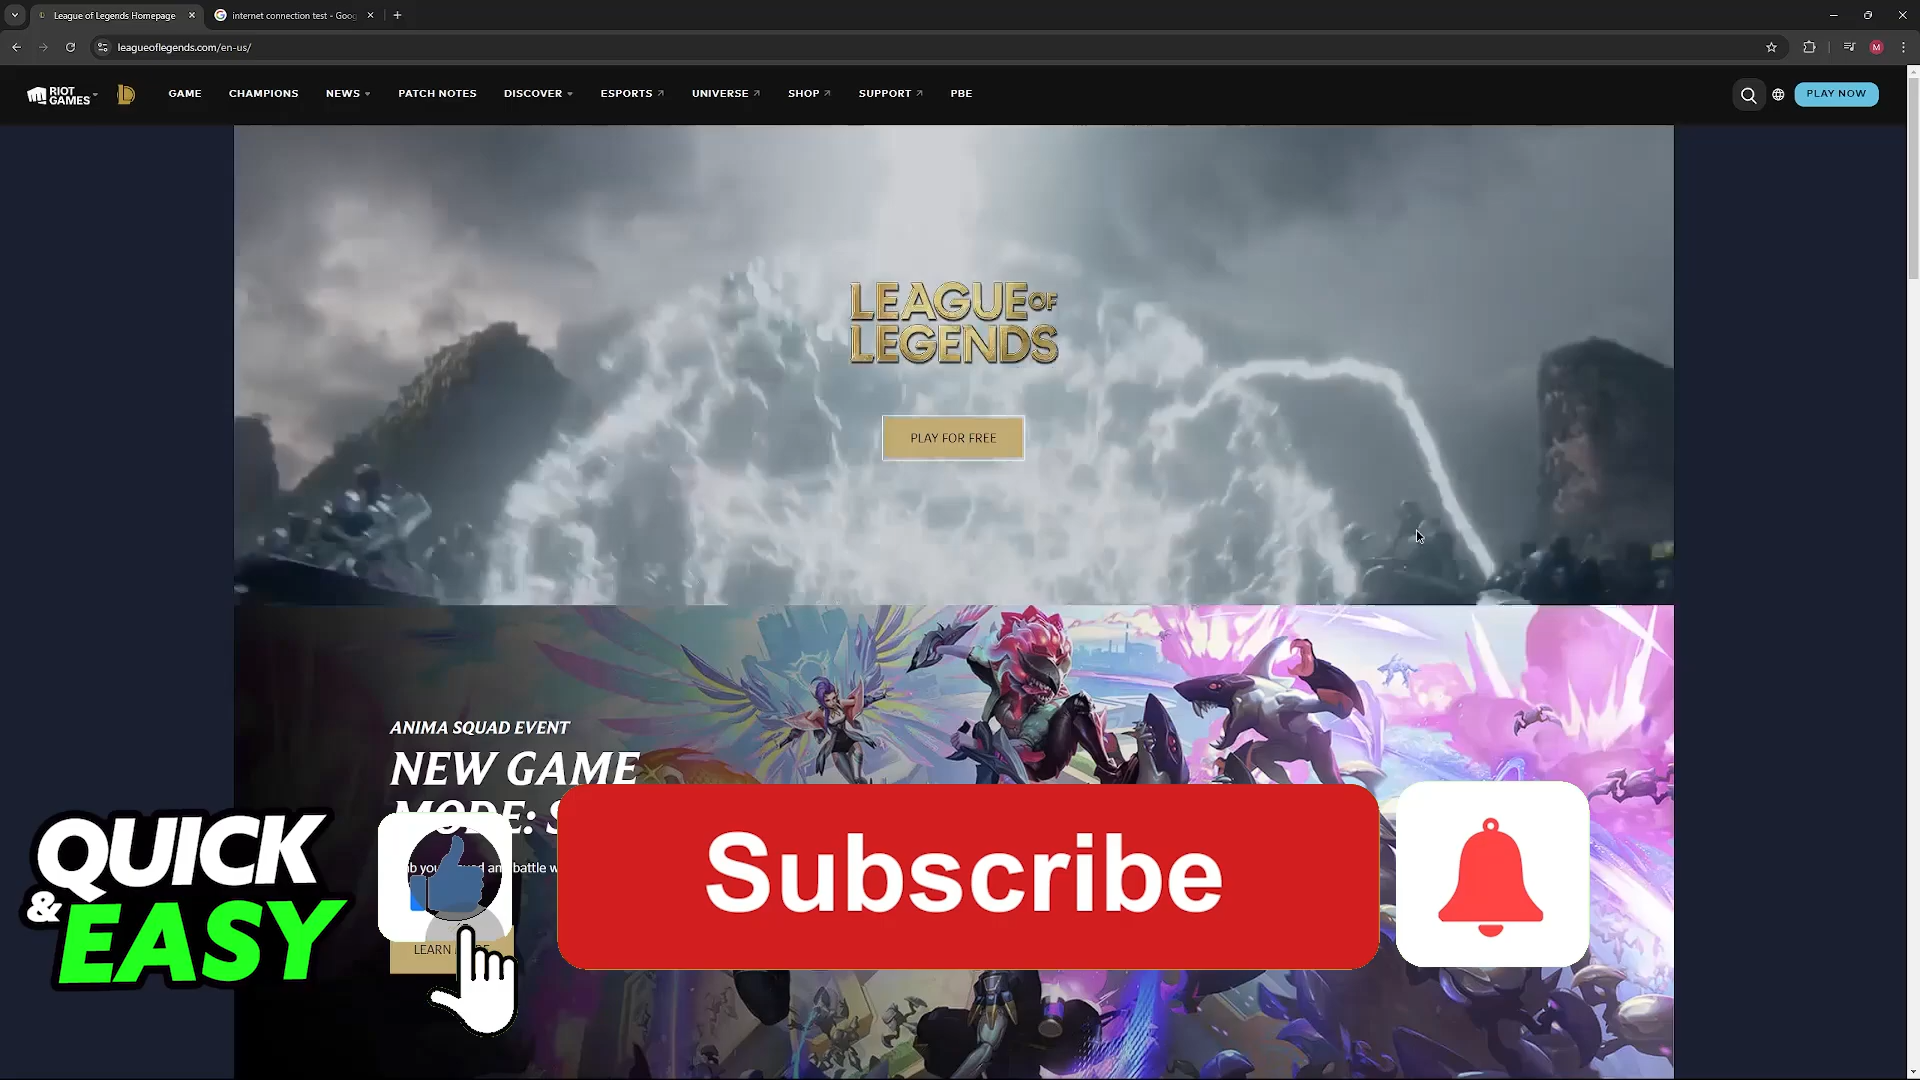 League of Legends Homepage
internet connection test - Goog
leagueoflegends.com/en-us/
M
RIOT GAMES
GAME
CHAMPIONS
NEWS
PATCH NOTES
DISCOVER
ESPORTS
UNIVERSE
SHOP
SUPPORT
PBE
PLAY NOW
LEAGUE OF
LEGENDS
PLAY FOR FREE
ANIMA SQUAD EVENT
NEW GAME
MODE: S
battle w
LEARN
QUICK
& EASY
Subscribe